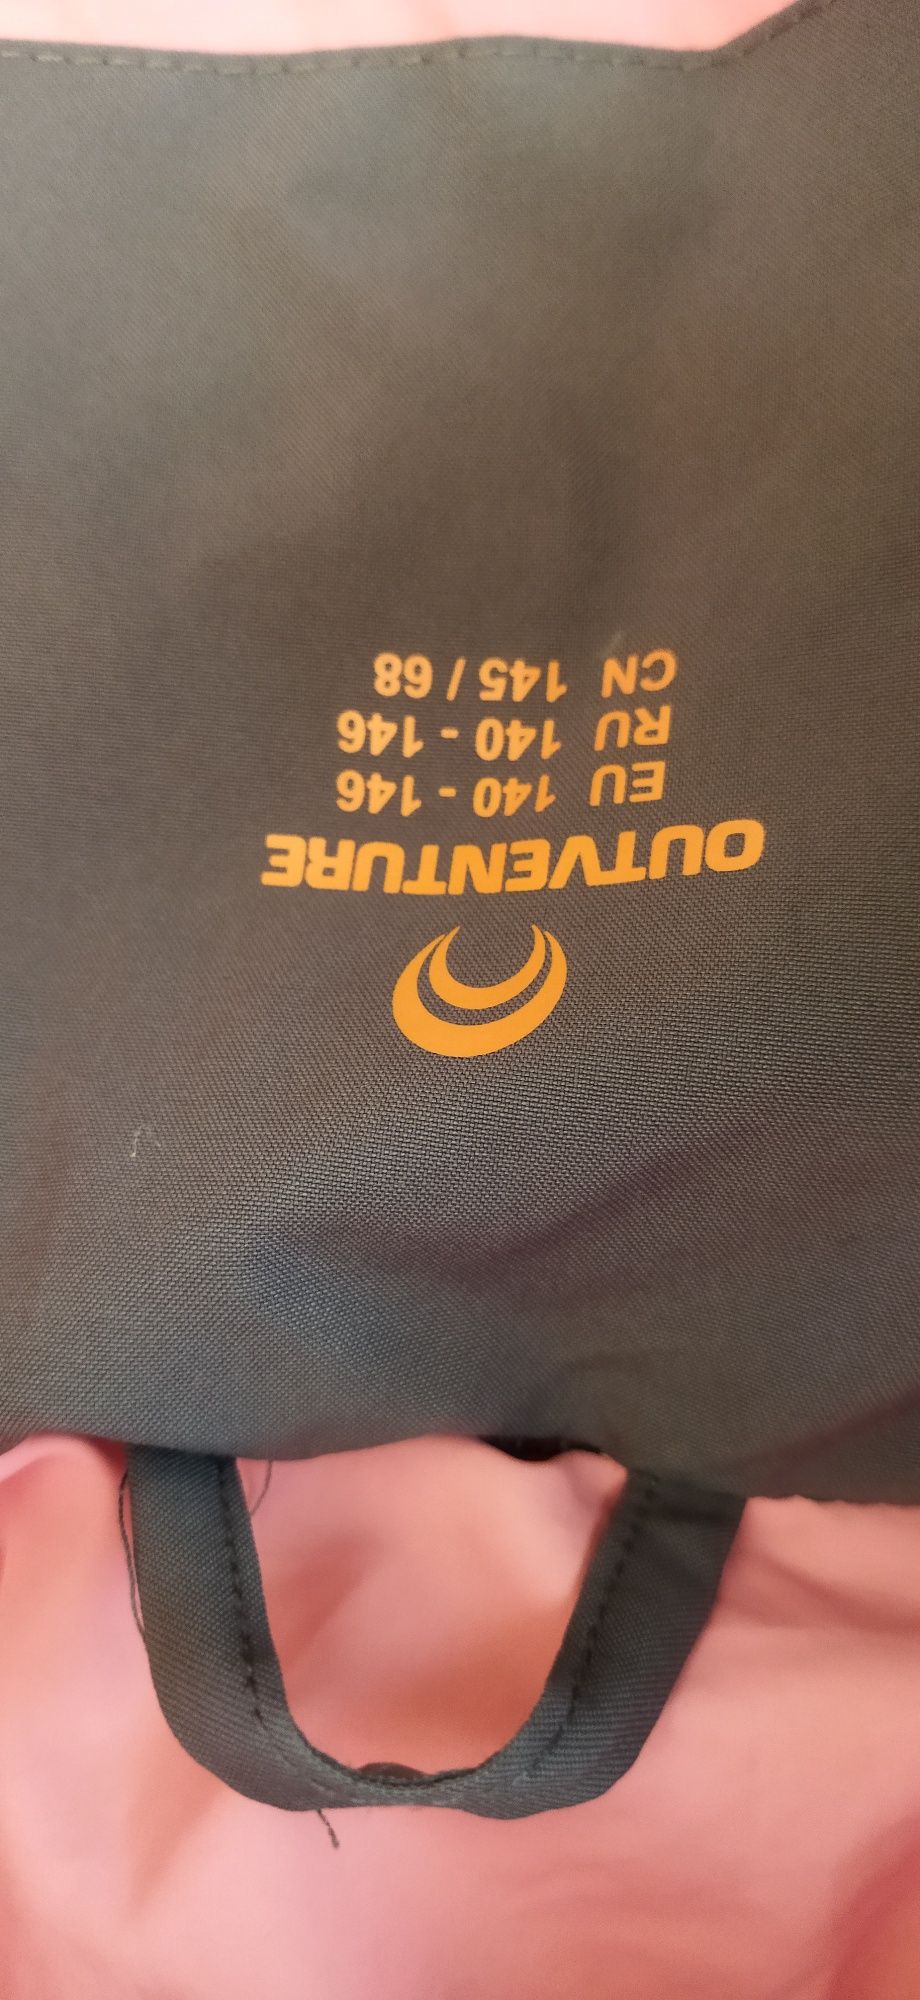 OUTVENTURE
EU 140 - 146
RU 140 - 146
CN 145 / 68